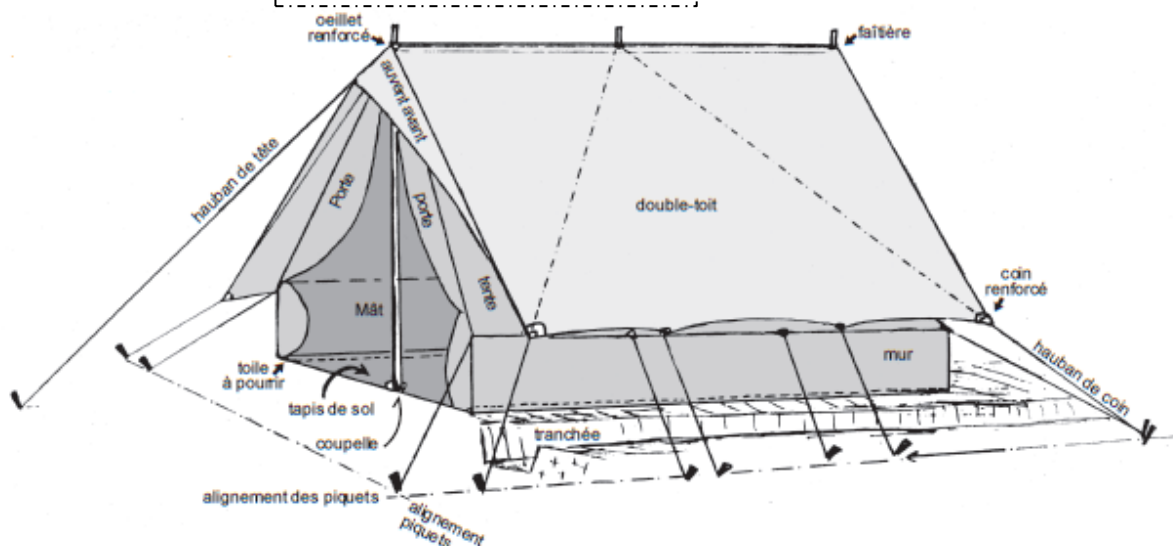 oeillet
renforcé
faîtière
auvent avant
hauban de tête
Porte
porte
double-toit
tente
coin
renforcé
Mât
mur
hauban de coin
toile
à pourrir
tapis de sol
coupelle
tranchée
alignement des piquets
alignement
piquets